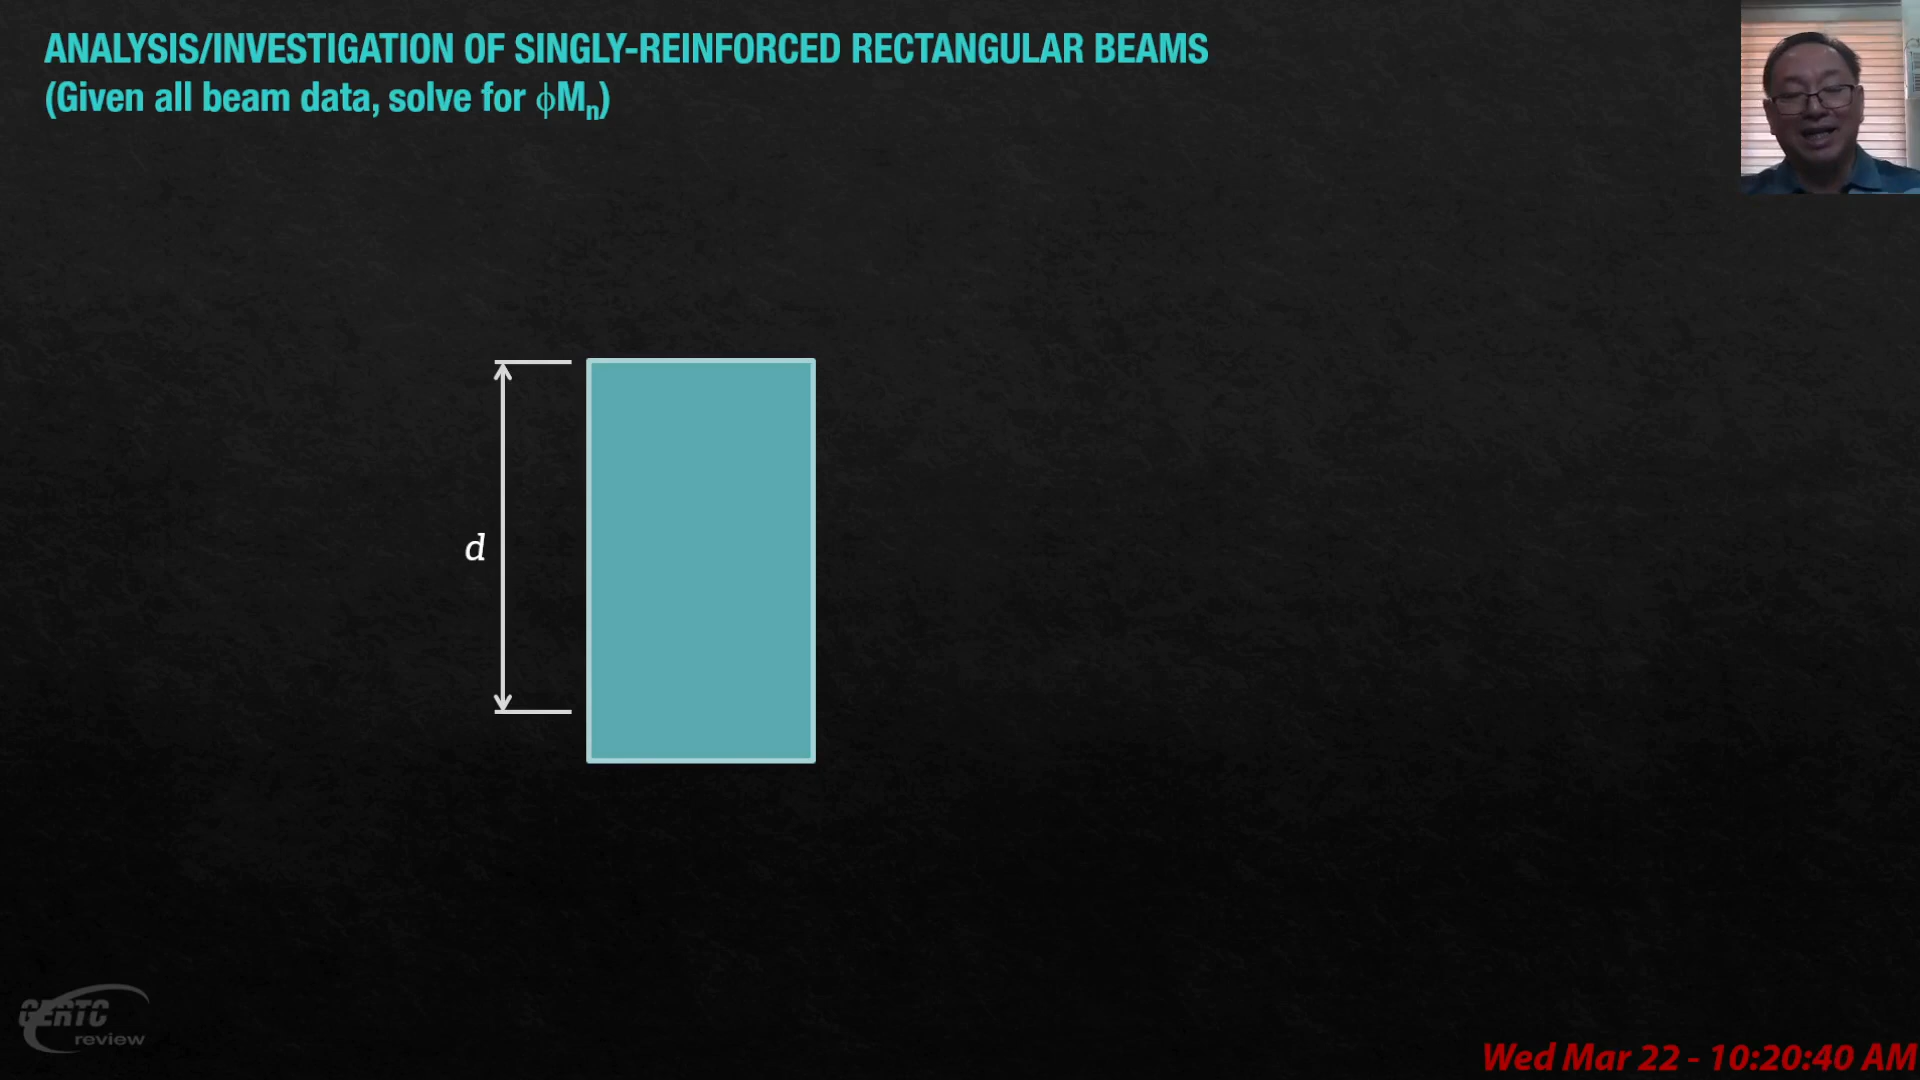 ANALYSIS/INVESTIGATION OF SINGLY-REINFORCED RECTANGULAR BEAMS
(Given all beam data, solve for ϕMn)
d
GERTC
review
Wed Mar 22 - 10:20:40 AM